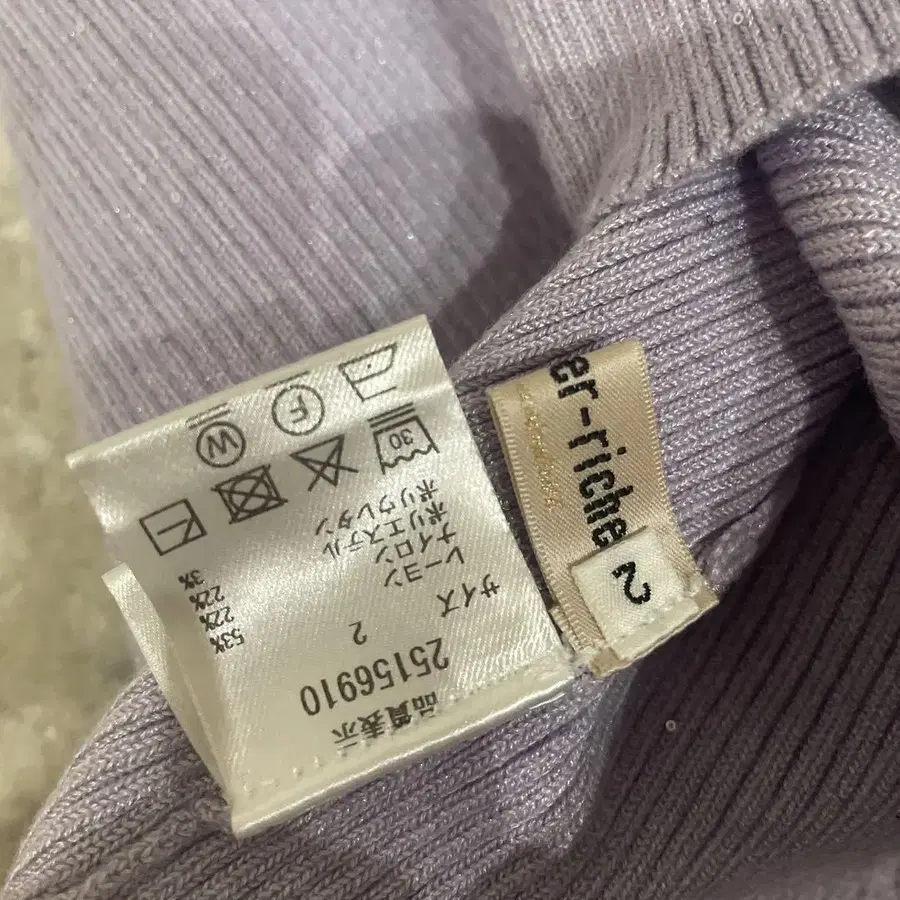 品質表示
25156910
サイズ 2
レーヨン 53%
ナイロン 22%
ポリエステル 22%
ポリウレタン 3%
30
W
F
er-riche
2